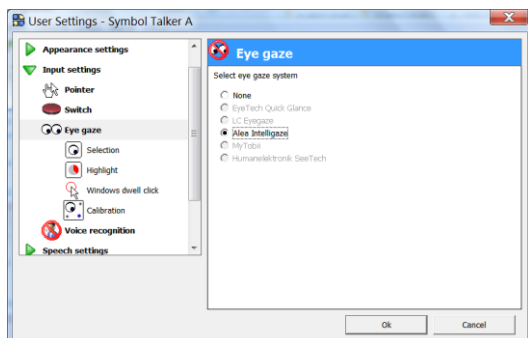 User Settings - Symbol Talker A
Appearance settings
Input settings
Pointer
Switch
Eye gaze
Selection
Highlight
Windows dwell click
Calibration
Voice recognition
Speech settings
Eye gaze
Select eye gaze system
None
EyeTech Quick Glance
LC Eyegaze
Alea Intelligaze
MyTobii
Humanelektronik SeeTech
Ok
Cancel